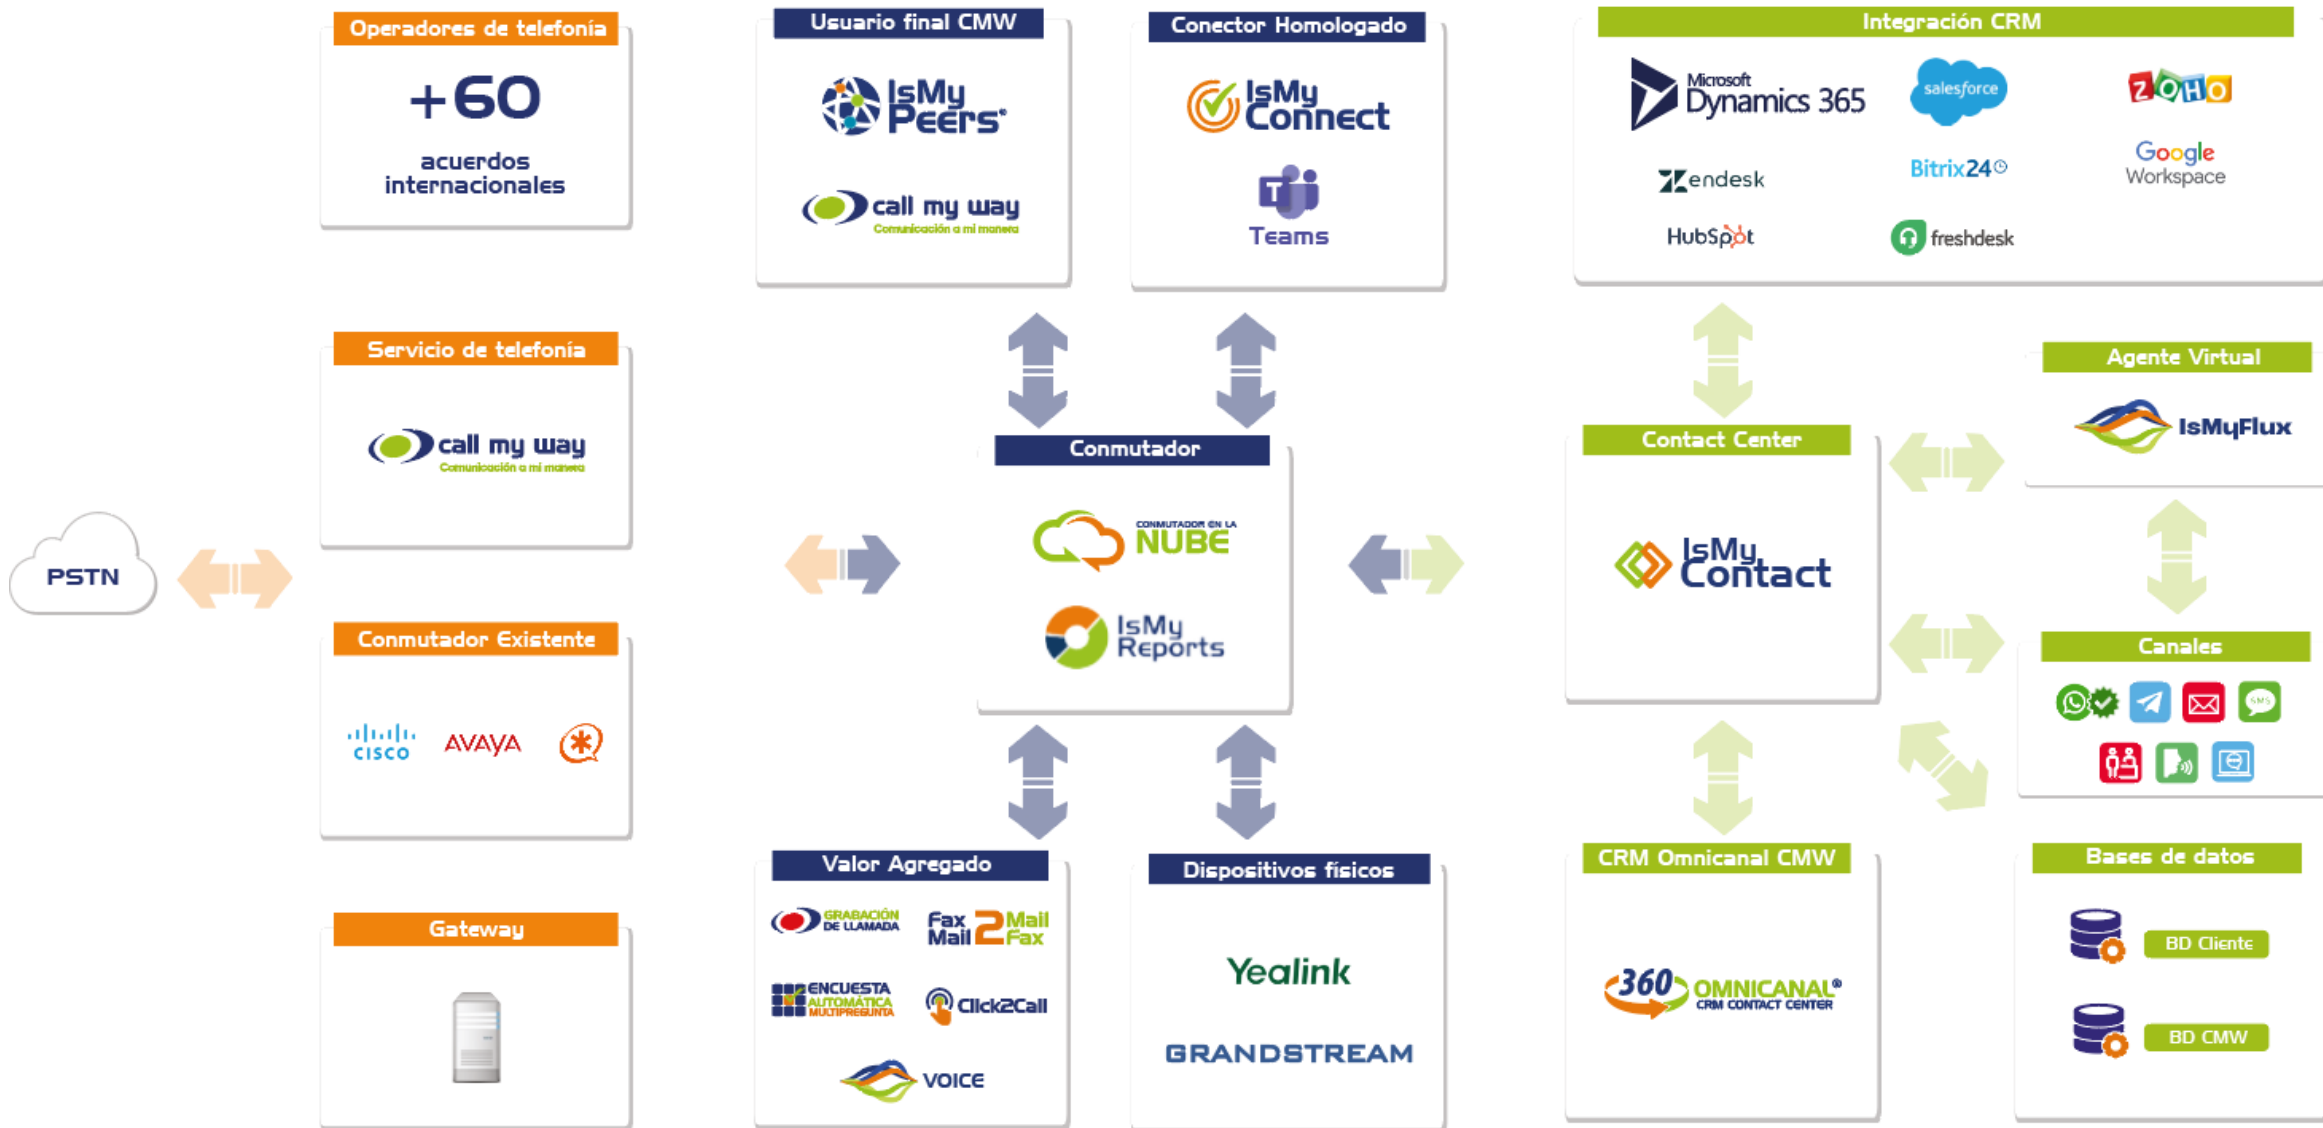 Operadores de telefonía
+60
acuerdos
internacionales
Servicio de telefonía
call my way
Comunicación a mi manera
PSTN
Conmutador Existente
CISCO
AVAYA
Gateway
Usuario final CMW
IsMy
Peers®
call my way
Comunicación a mi manera
Conector Homologado
IsMy
Connect
T
Teams
Conmutador
CONMUTADOR EN LA
NUBE
IsMy
Reports
Valor Agregado
GRABACIÓN
DE LLAMADA
Fax 2 Mail
Mail Fax
ENCUESTA
AUTOMÁTICA
MULTIPREGUNTA
Click2Call
VOICE
Dispositivos físicos
Yealink
GRANDSTREAM
Integración CRM
Microsoft
Dynamics 365
salesforce
ZOHO
zendesk
Bitrix24
Google
Workspace
HubSpot
freshdesk
Contact Center
IsMy
Contact
Agente Virtual
IsMyFlux
Canales
SMS
CRM Omnicanal CMW
360 OMNICANAL®
CRM CONTACT CENTER
Bases de datos
BD Cliente
BD CMW